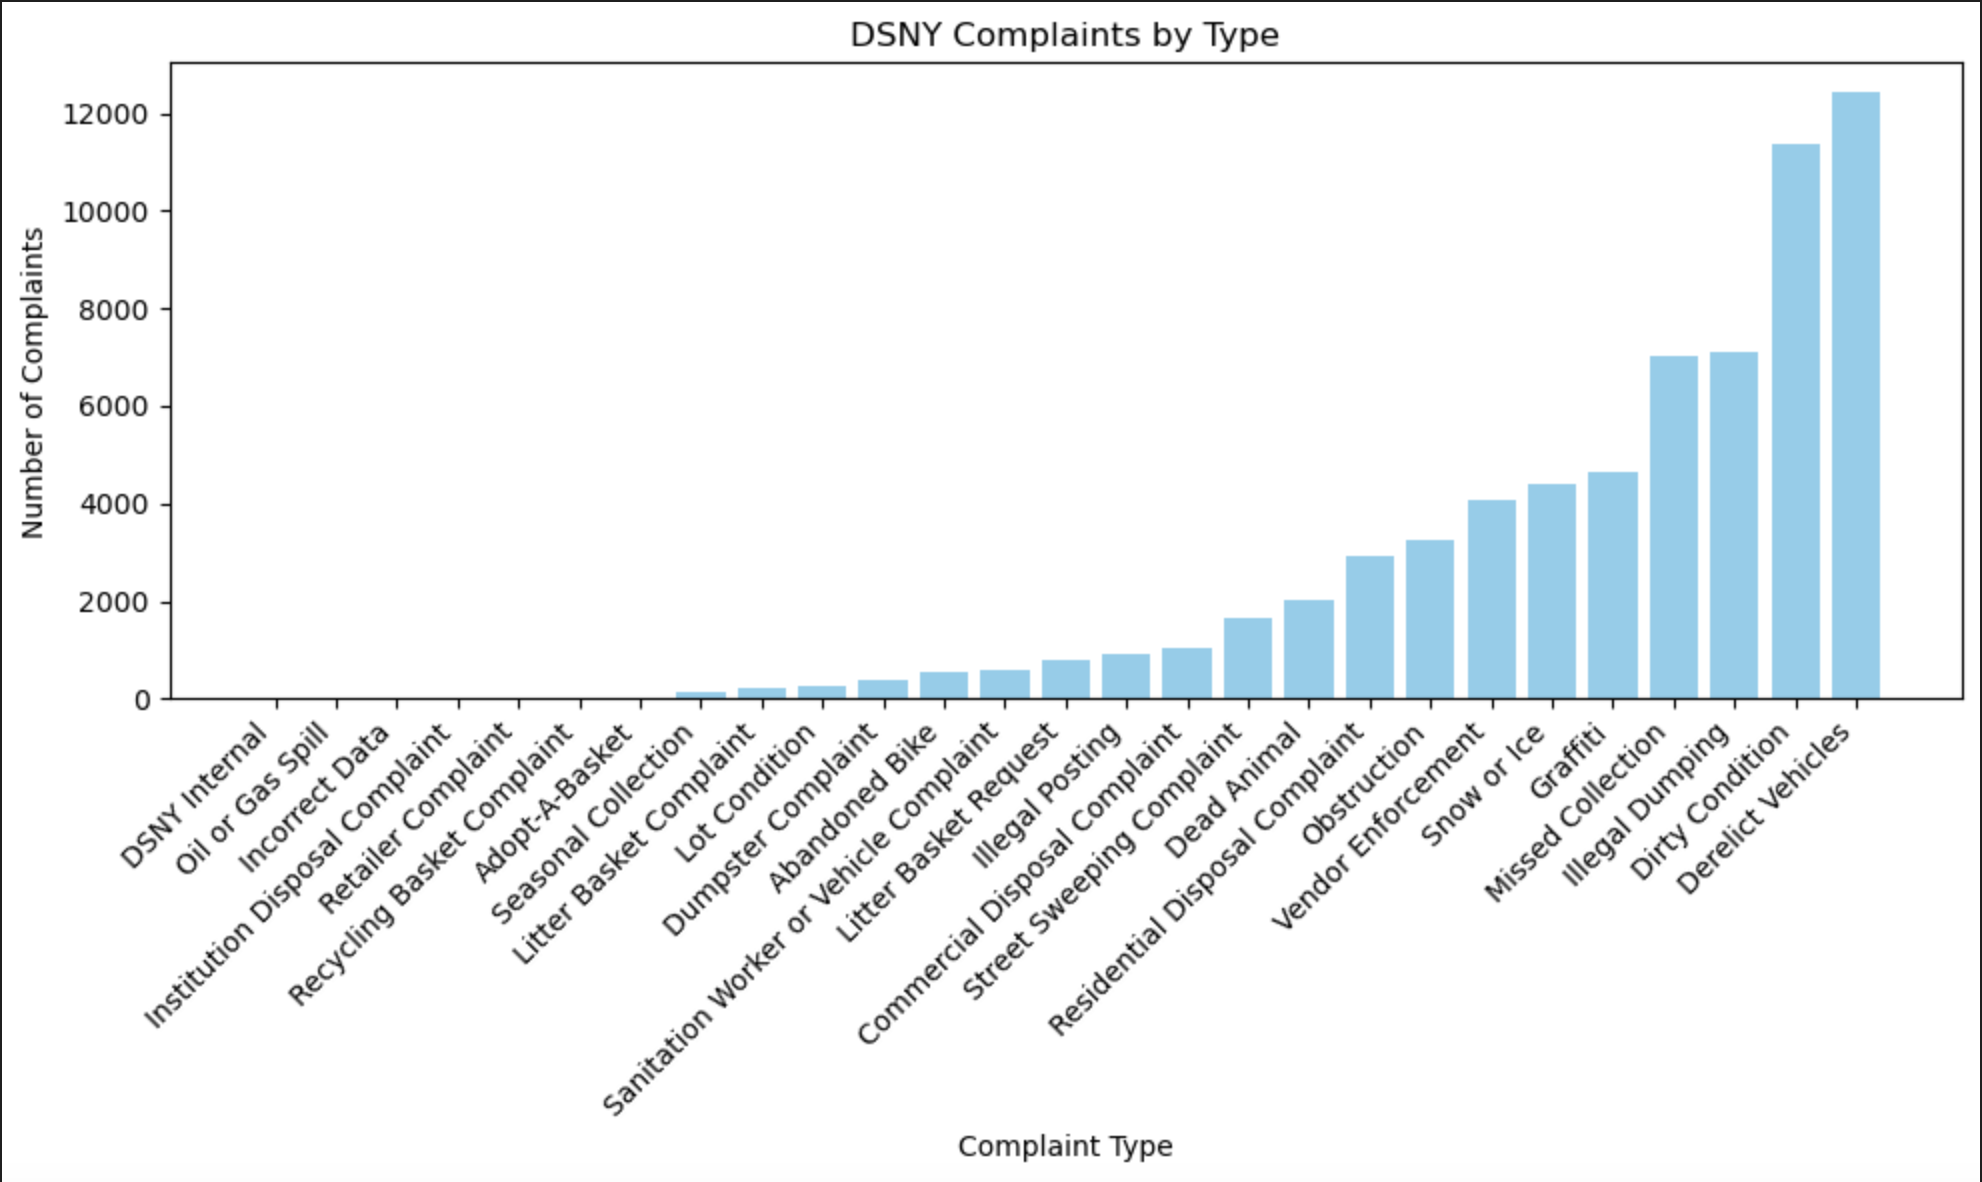 DSNY Complaints by Type
Number of Complaints
12000
10000
8000
6000
4000
2000
0
DSNY Internal
Oil or Gas Spill
Incorrect Data
Institution Disposal Complaint
Retailer Complaint
Recycling Basket Complaint
Adopt-A-Basket
Seasonal Collection
Litter Basket Complaint
Lot Condition
Dumpster Complaint
Abandoned Bike
Sanitation Worker or Vehicle Complaint
Litter Basket Request
Illegal Posting
Commercial Disposal Complaint
Street Sweeping Complaint
Dead Animal
Residential Disposal Complaint
Obstruction
Vendor Enforcement
Snow or Ice
Graffiti
Missed Collection
Illegal Dumping
Dirty Condition
Derelict Vehicles
Complaint Type